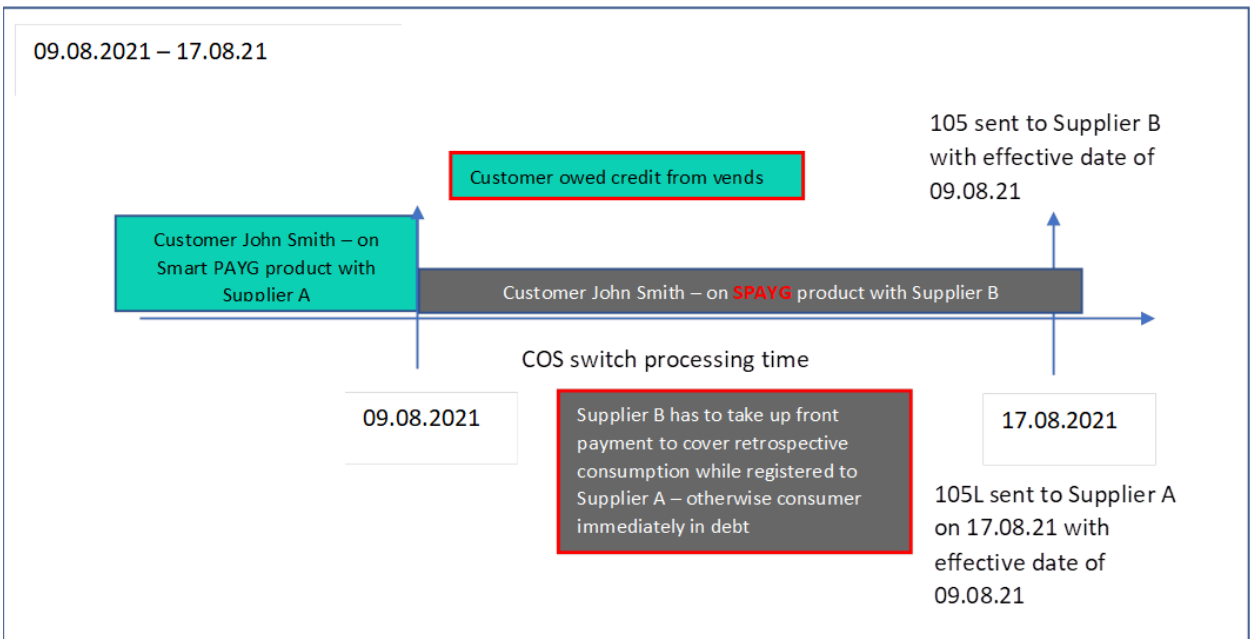 09.08.2021 – 17.08.21
105 sent to Supplier B
with effective date of
09.08.21
Customer owed credit from vends
Customer John Smith – on
Smart PAYG product with
Supplier A
Customer John Smith – on SPAYG product with Supplier B
COS switch processing time
09.08.2021
Supplier B has to take up front
payment to cover retrospective
consumption while registered to
Supplier A – otherwise consumer
immediately in debt
17.08.2021
105L sent to Supplier A
on 17.08.21 with
effective date of
09.08.21